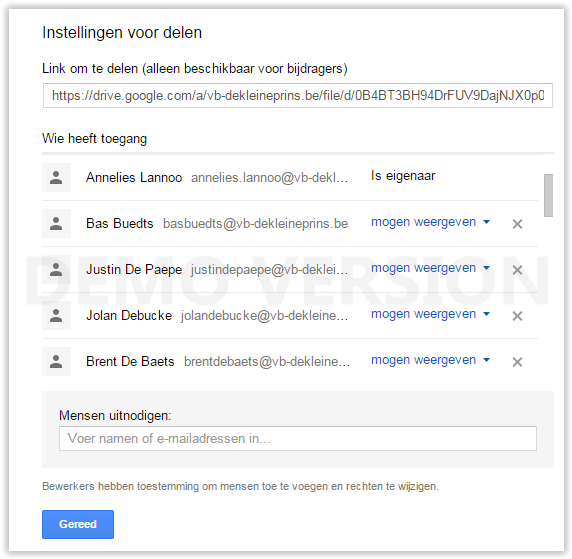 Instellingen voor delen
Link om te delen (alleen beschikbaar voor bijdragers)
https://drive.google.com/a/vb-dekleineprins.be/file/d/0B4BT3BH94DrFUV9DajNJX0p0
Wie heeft toegang
Annelies Lannoo annelies.lannoo@vb-dekl... Is eigenaar
Bas Buedts basbuedts@vb-dekleineprins.be mogen weergeven
Justin De Paepe justindepaepe@vb-deklei... mogen weergeven
DEMO VERSION
Jolan Debucke jolandebucke@vb-dekleine... mogen weergeven
Brent De Baets brentdebaets@vb-dekleine... mogen weergeven
Mensen uitnodigen:
Voer namen of e-mailadressen in...
Bewerkers hebben toestemming om mensen toe te voegen en rechten te wijzigen.
Gereed